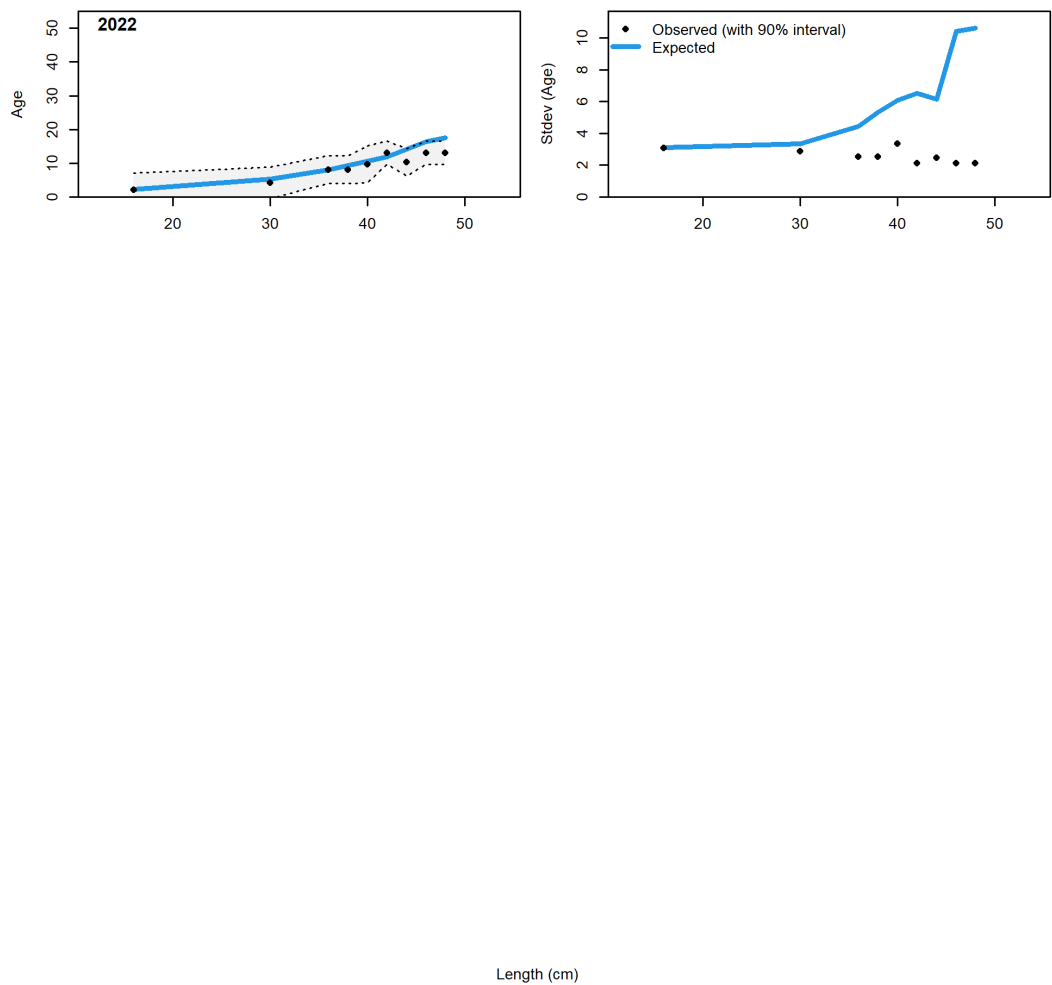 2022
Age
0 10 20 30 40 50
20 30 40 50
Observed (with 90% interval)
Expected
Stdev (Age)
0 2 4 6 8 10
20 30 40 50
Length (cm)